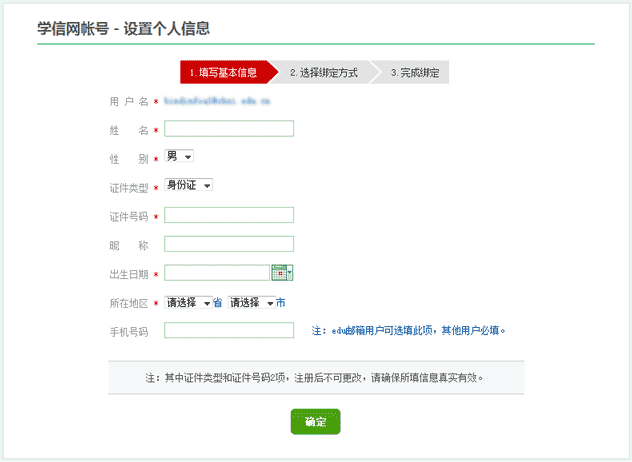 学信网帐号 - 设置个人信息
1.填写基本信息 2.选择绑定方式 3.完成绑定
用 户 名 *
姓 名 *
性 别 * 男
证件类型 * 身份证
证件号码 *
昵 称
出生日期 *
所在地区 * 请选择 省 请选择 市
手机号码 注：edu邮箱用户可选填此项，其他用户必填。
注：其中证件类型和证件号码2项，注册后不可更改，请确保所填信息真实有效。
确定